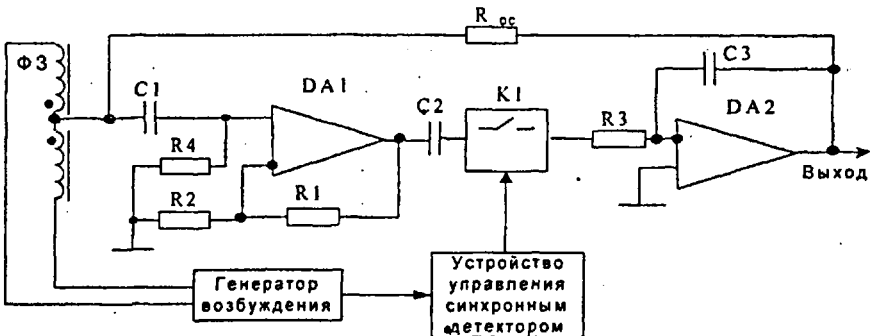 R ос
ФЗ
C1
DA1
C2
K1
C3
DA2
R3
R4
R2
R1
Выход
Генератор
возбуждения
Устройство
управления
синхронным
детектором